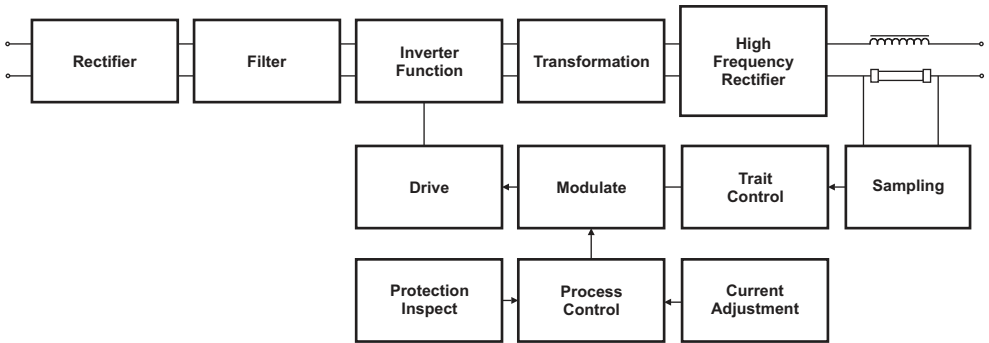 Rectifier
Filter
Inverter
Function
Transformation
High
Frequency
Rectifier
Drive
Modulate
Trait
Control
Sampling
Protection
Inspect
Process
Control
Current
Adjustment